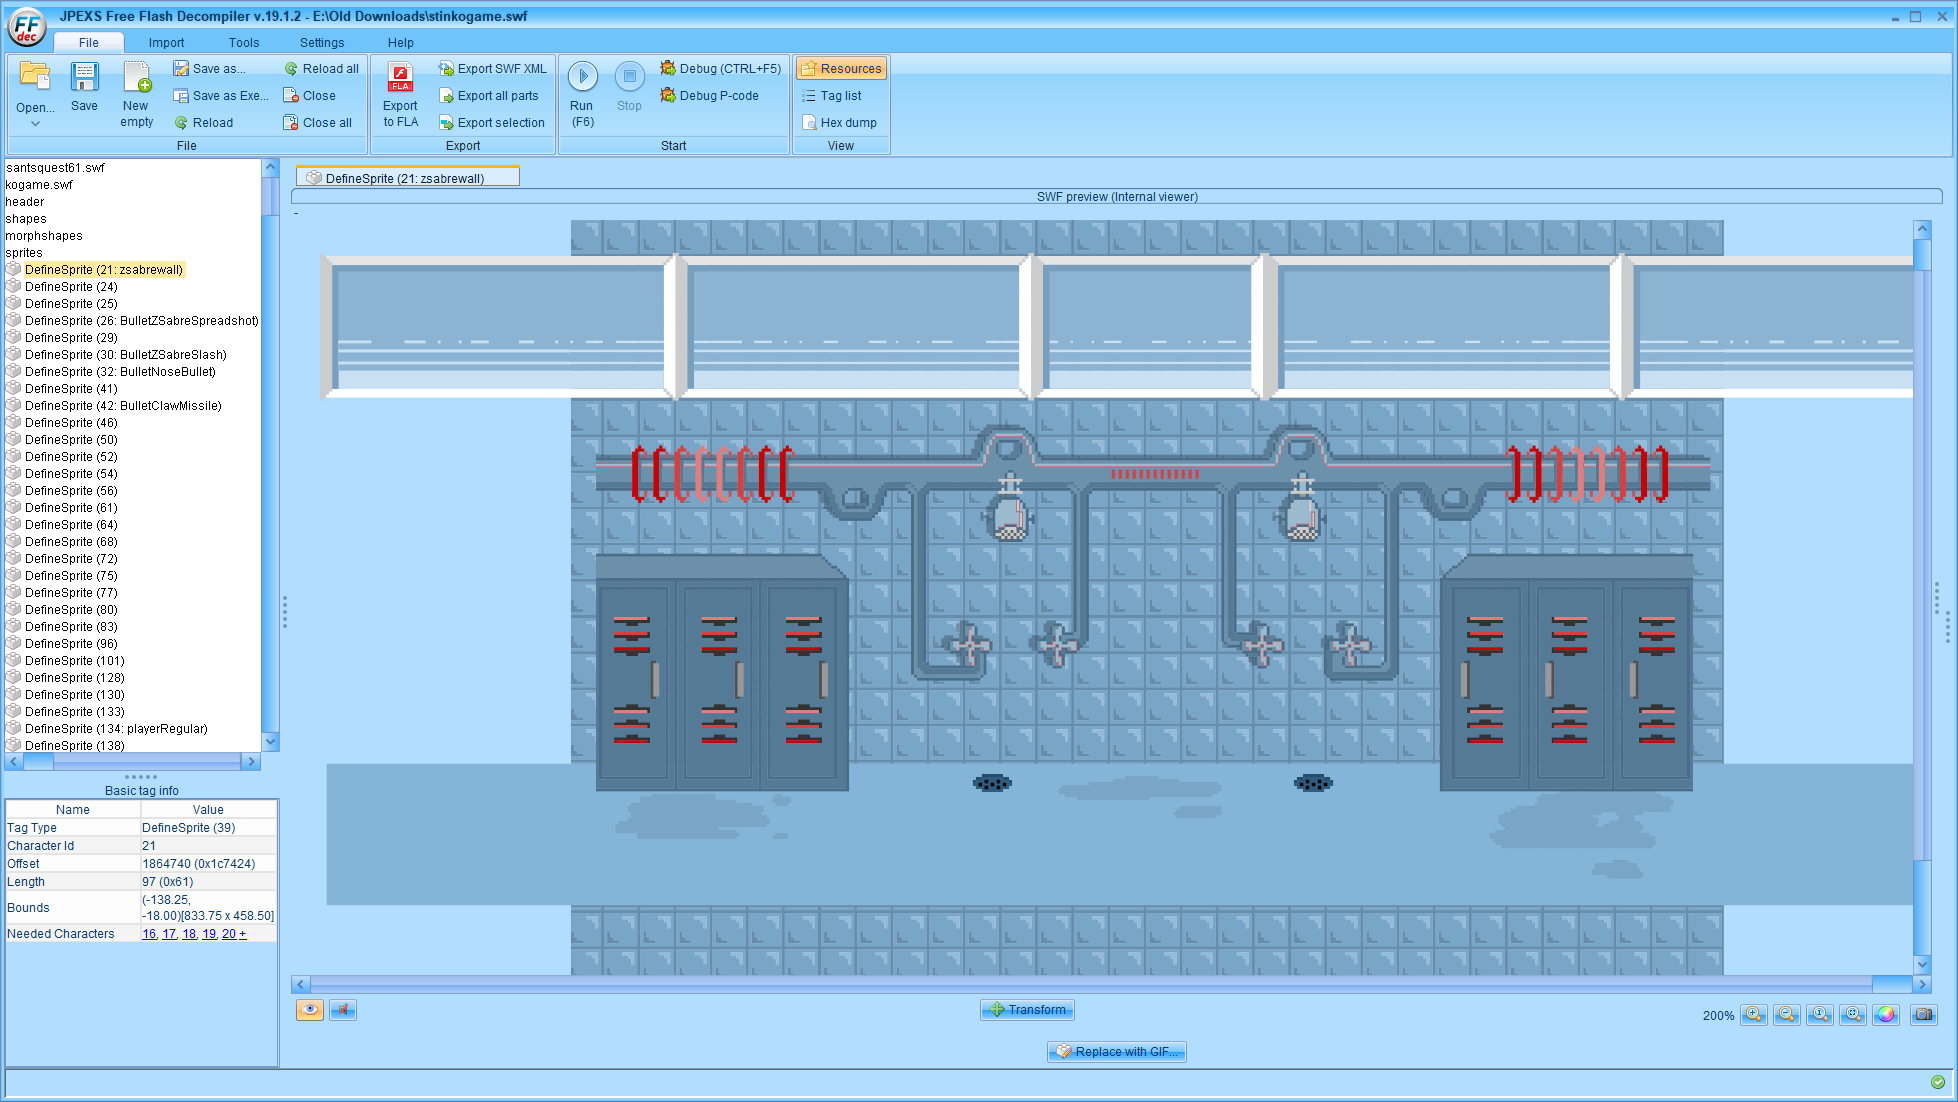 FF dec
JPEXS Free Flash Decompiler v.19.1.2 - E:\Old Downloads\stinkogame.swf
File Import Tools Settings Help
Open...
Save
New empty
Save as...
Save as Exe...
Reload
Reload all
Close
Close all
File
FLA
Export to FLA
Export SWF XML
Export all parts
Export selection
Export
Run (F6)
Stop
Debug (CTRL+F5)
Debug P-code
Start
Resources
Tag list
Hex dump
View
santsquest61.swf
kogame.swf
header
shapes
morphshapes
sprites
DefineSprite (21: zsabrewall)
DefineSprite (24)
DefineSprite (25)
DefineSprite (26: BulletZSabreSpreadshot)
DefineSprite (29)
DefineSprite (30: BulletZSabreSlash)
DefineSprite (32: BulletNoseBullet)
DefineSprite (41)
DefineSprite (42: BulletClawMissile)
DefineSprite (46)
DefineSprite (50)
DefineSprite (52)
DefineSprite (54)
DefineSprite (56)
DefineSprite (61)
DefineSprite (64)
DefineSprite (68)
DefineSprite (72)
DefineSprite (75)
DefineSprite (77)
DefineSprite (80)
DefineSprite (83)
DefineSprite (96)
DefineSprite (101)
DefineSprite (128)
DefineSprite (130)
DefineSprite (133)
DefineSprite (134: playerRegular)
DefineSprite (138)
Basic tag info
Name Value
Tag Type DefineSprite (39)
Character Id 21
Offset 1864740 (0x1c7424)
Length 97 (0x61)
Bounds (-138.25,
-18.00)[833.75 x 458.50]
Needed Characters 16, 17, 18, 19, 20 +
DefineSprite (21: zsabrewall)
SWF preview (Internal viewer)
-
Transform
200%
Replace with GIF...